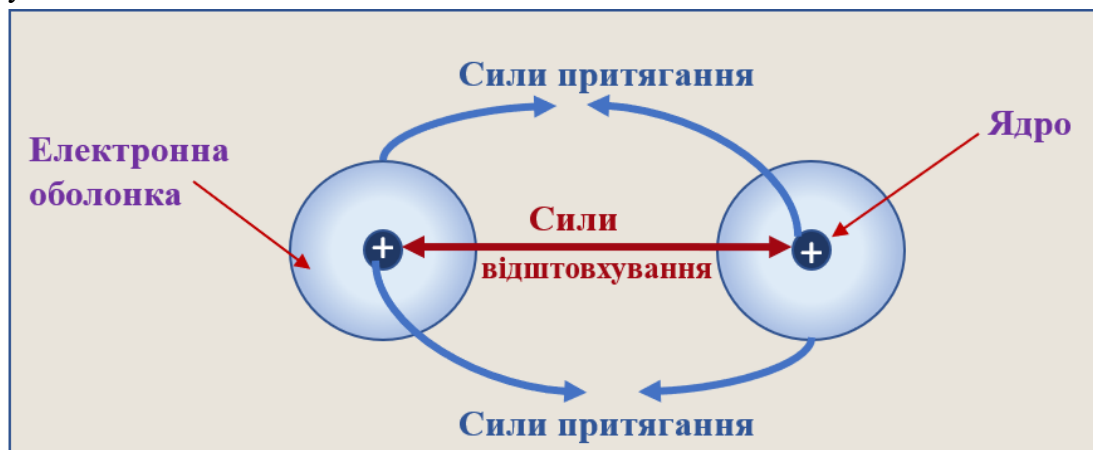 Сили притягання
Ядро
Електронна
оболонка
Сили
відштовхування
+
+
Сили притягання